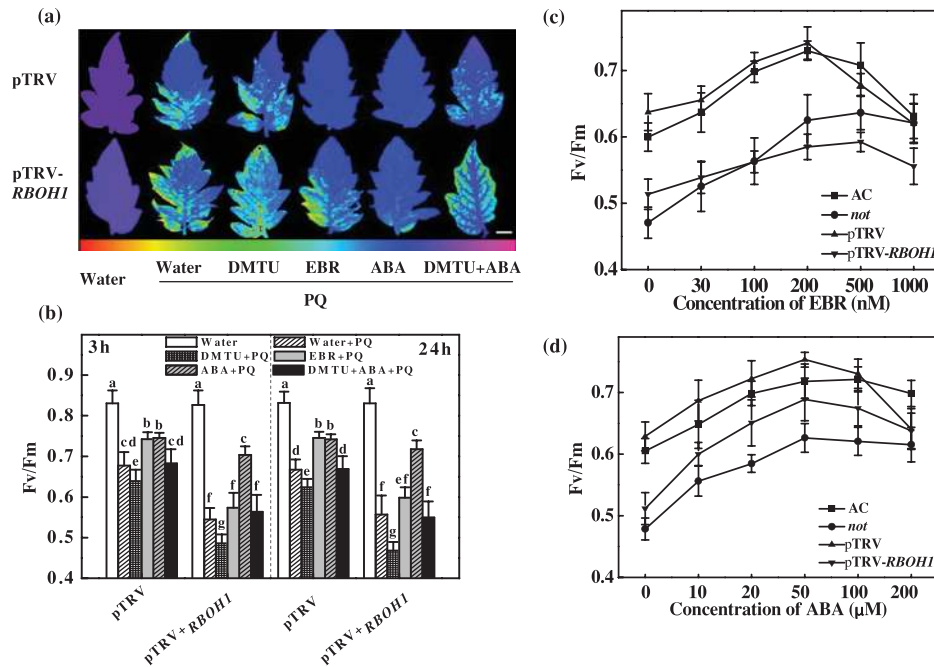 (a)
pTRV
pTRV-
RBOH1
Water
Water DMTU EBR ABA DMTU+ABA
PQ
(b)
3h
24h
Water
Water+PQ
DMTU+PQ
EBR+PQ
ABA+PQ
DMTU+ABA+PQ
Fv/Fm
0.9
0.8
0.7
0.6
0.5
0.4
a
c d
e
b
b
c d
a
f
g
f
c
f
a
d
e
b
b
d
a
f
g
e f
c
f
pTRV
pTRV+RBOH1
pTRV
pTRV+RBOH1
(c)
Fv/Fm
0.7
0.6
0.5
0.4
AC
not
pTRV
pTRV-RBOH1
0 30 100 200 500 1000
Concentration of EBR (nM)
(d)
Fv/Fm
0.7
0.6
0.5
0.4
AC
not
pTRV
pTRV-RBOH1
0 10 20 50 100 200
Concentration of ABA (μM)